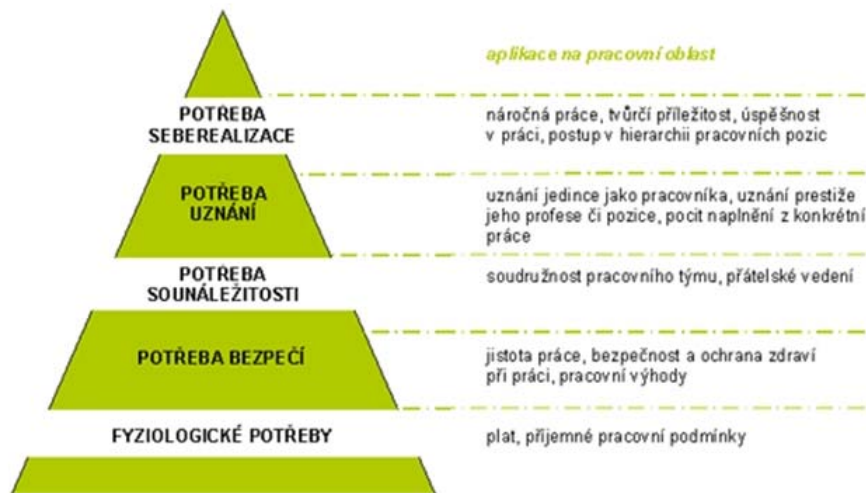 aplikace na pracovní oblast
POTŘEBA
SEBEREALIZACE
náročná práce, tvůrčí příležitost, úspěšnost
v práci, postup v hierarchii pracovních pozic
POTŘEBA
UZNÁNÍ
uznání jedince jako pracovníka, uznání prestiže
jeho profese či pozice, pocit naplnění z konkrétní
práce
POTŘEBA
SOUNÁLEŽITOSTI
soudružnost pracovního týmu, přátelské vedení
POTŘEBA BEZPEČÍ
jistota práce, bezpečnost a ochrana zdraví
při práci, pracovní výhody
FYZIOLOGICKÉ POTŘEBY
plat, příjemné pracovní podmínky